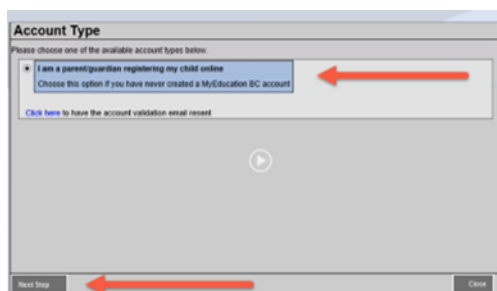 Account Type
Please choose one of the available account types below.
I am a parent/guardian registering my child online
Choose this option if you have never created a MyEducation BC account
Click here to have the account validation email resent
Next Step
Close